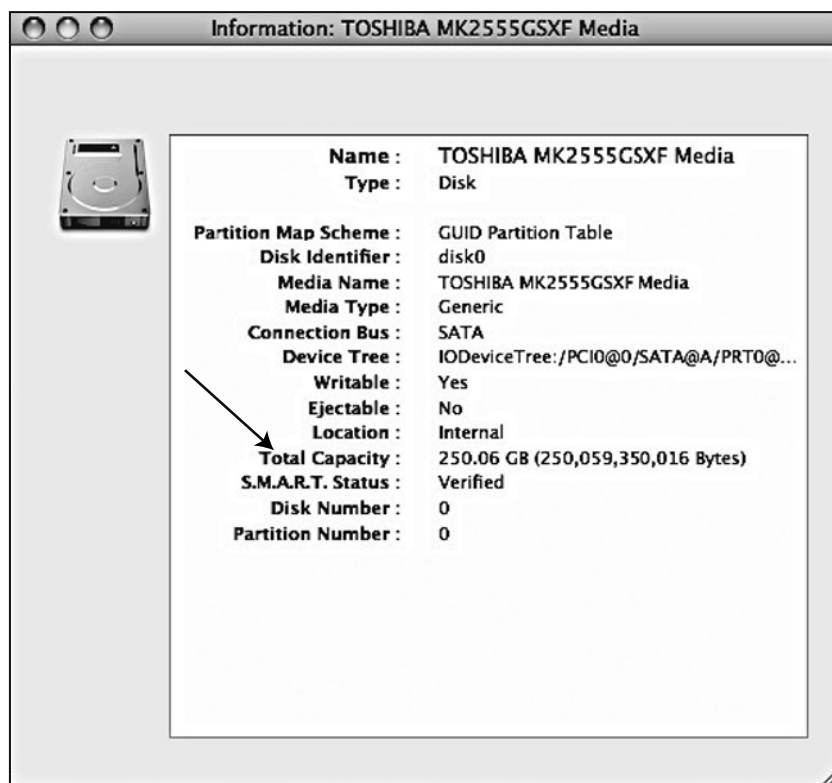 Information: TOSHIBA MK2555GSXF Media
Name : TOSHIBA MK2555GSXF Media
Type : Disk
Partition Map Scheme : GUID Partition Table
Disk Identifier : disk0
Media Name : TOSHIBA MK2555GSXF Media
Media Type : Generic
Connection Bus : SATA
Device Tree : IODeviceTree:/PCI0@0/SATA@A/PRT0@...
Writable : Yes
Ejectable : No
Location : Internal
Total Capacity : 250.06 GB (250,059,350,016 Bytes)
S.M.A.R.T. Status : Verified
Disk Number : 0
Partition Number : 0